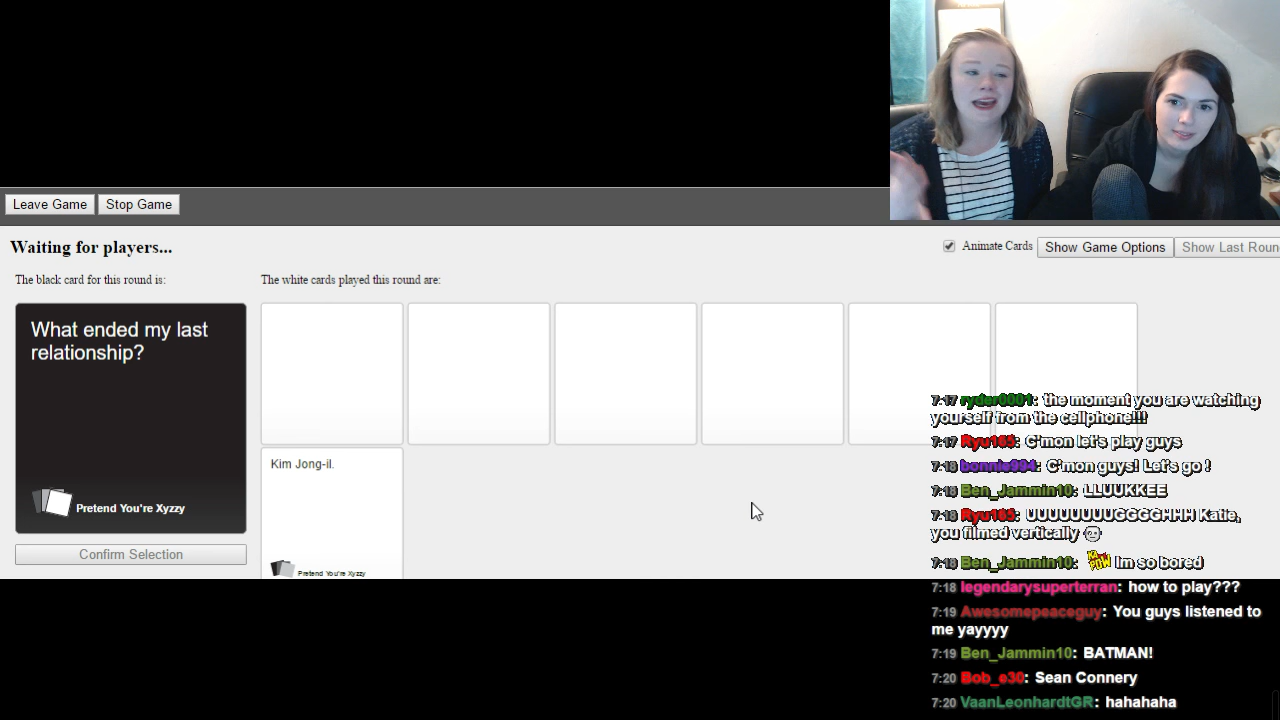 Leave Game Stop Game
Waiting for players...
Animate Cards Show Game Options Show Last Roun
The black card for this round is:
The white cards played this round are:
What ended my last
relationship?
Pretend You're Xyzzy
Confirm Selection
Kim Jong-il.
Pretend You're Xyzzy
7:17 ryder0001: the moment you are watching
yourself from the cellphone!!!
7:17 Ryu165: C'mon let's play guys
7:18 bonnie994: C'mon guys! Let's go !
7:18 Ben_Jammin10: LLUUKKEE
7:18 Ryu165: UUUUUUUUGGGGHHH Katie,
you filmed vertically
7:18 Ben_Jammin10: KAPOW Im so bored
7:18 legendarysuperterran: how to play???
7:19 Awesomepeaceguy: You guys listened to
me yayyyy
7:19 Ben_Jammin10: BATMAN!
7:20 Bob_e30: Sean Connery
7:20 VaanLeonhardtGR: hahahaha